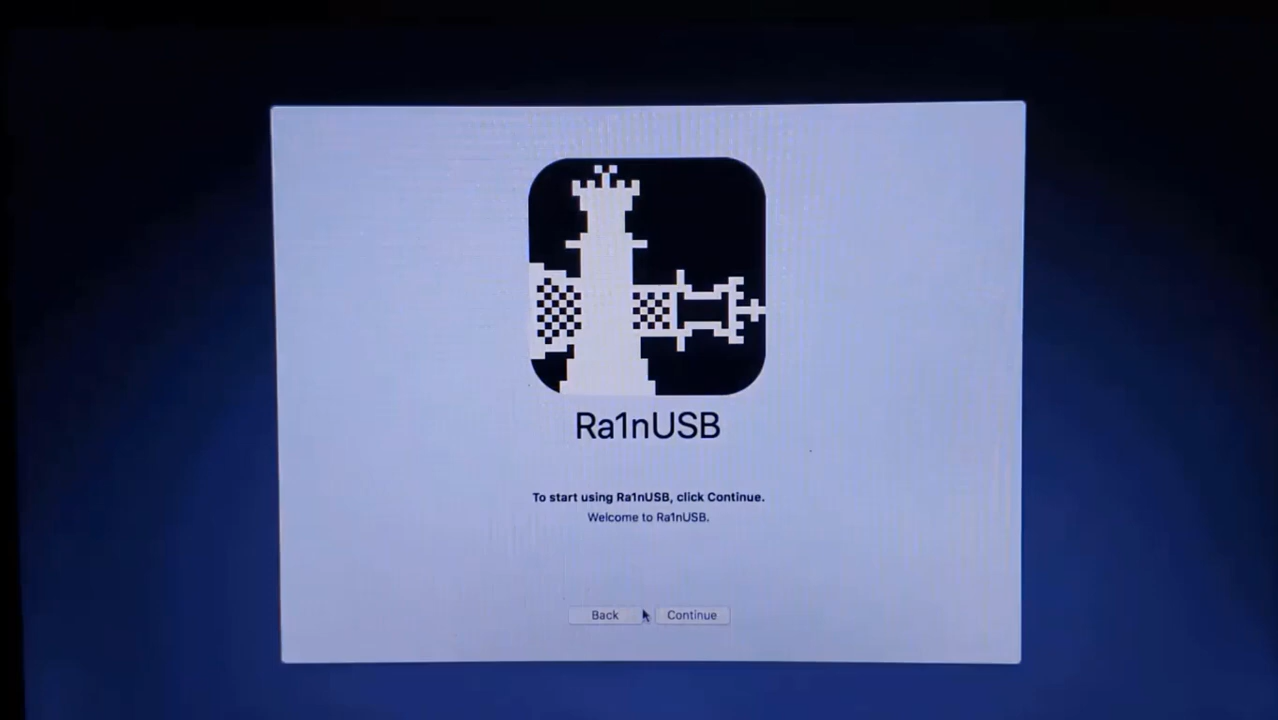 Ra1nUSB
To start using Ra1nUSB, click Continue.
Welcome to Ra1nUSB.
Back
Continue